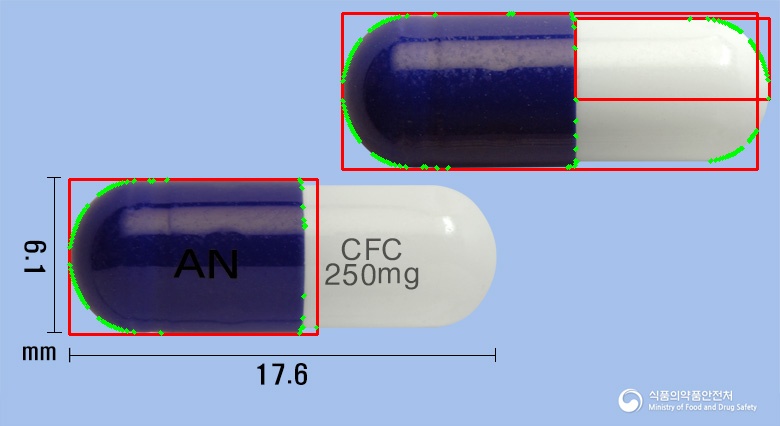 AN
CFC
250mg
6.1
mm
17.6
식품의약품안전처
Ministry of Food and Drug Safety